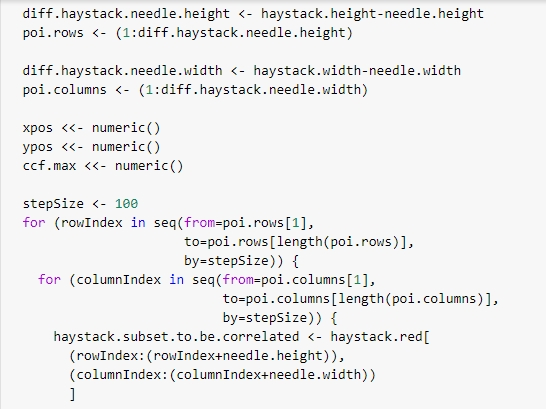 diff.haystack.needle.height <- haystack.height-needle.height
poi.rows <- (1:diff.haystack.needle.height)
diff.haystack.needle.width <- haystack.width-needle.width
poi.columns <- (1:diff.haystack.needle.width)
xpos <<- numeric()
ypos <<- numeric()
ccf.max <<- numeric()
stepSize <- 100
for (rowIndex in seq(from=poi.rows[1],
to=poi.rows[length(poi.rows)],
by=stepSize)) {
for (columnIndex in seq(from=poi.columns[1],
to=poi.columns[length(poi.columns)],
by=stepSize)) {
haystack.subset.to.be.correlated <- haystack.red[
(rowIndex:(rowIndex+needle.height)),
(columnIndex:(columnIndex+needle.width))
]